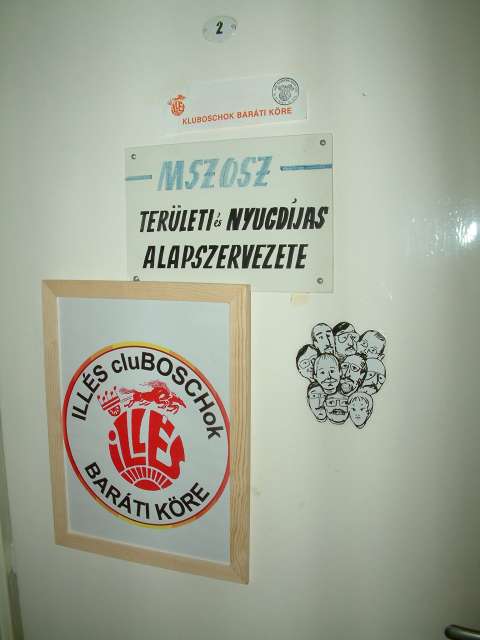 2
KLUBOSCHOK BARÁTI KÖRE
MSZOSZ
TERÜLETI és NYUGDÍJAS
ALAPSZERVEZETE
ILLÉS cluBOSCHok
ILLÉS
BARÁTI KÖRE